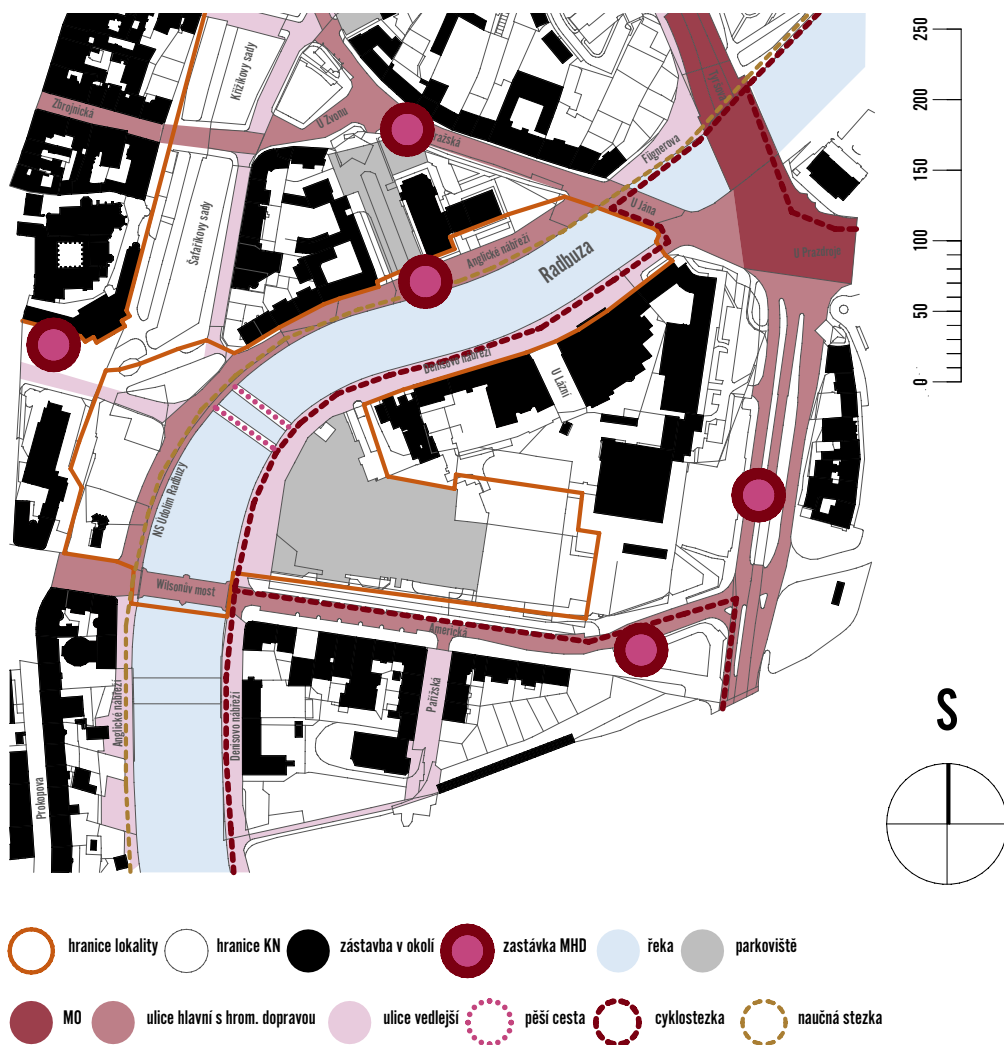 250
200
150
100
50
0
Zbrojnická
Křižíkovy sady
U Zvonu
Šafaříkovy sady
Fügnerova
U Jána
Anglické nábřeží
Radbuza
Denisovo nábřeží
U Lázní
NS Údolím Radbuzy
Wilsonův most
Americká
Pařížská
Anglické nábřeží
Denisovo nábřeží
Prokopova
S
hranice lokality
hranice KN
zástavba v okolí
zastávka MHD
řeka
parkoviště
MO
ulice hlavní s hrom. dopravou
ulice vedlejší
pěší cesta
cyklostezka
naučná stezka